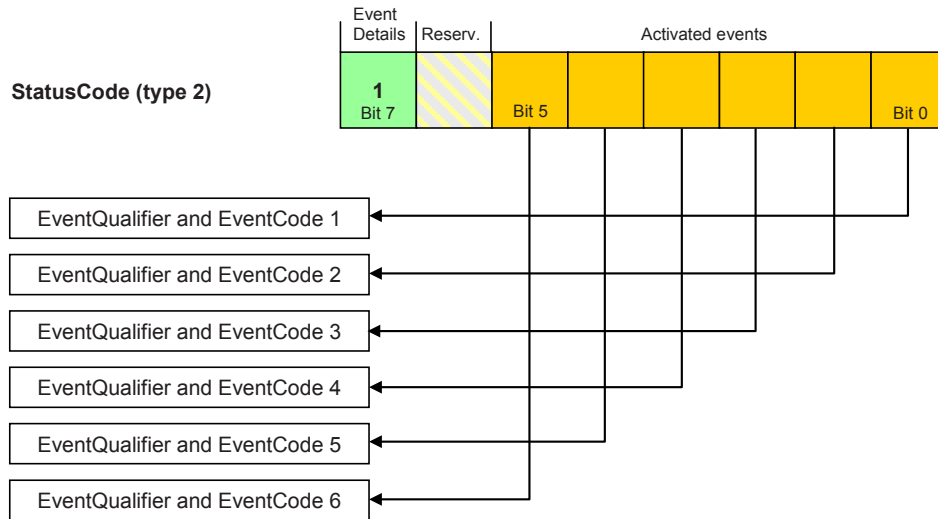 Event
Details
Reserv.
Activated events
StatusCode (type 2)
1
Bit 7
Bit 5
Bit 0
EventQualifier and EventCode 1
EventQualifier and EventCode 2
EventQualifier and EventCode 3
EventQualifier and EventCode 4
EventQualifier and EventCode 5
EventQualifier and EventCode 6